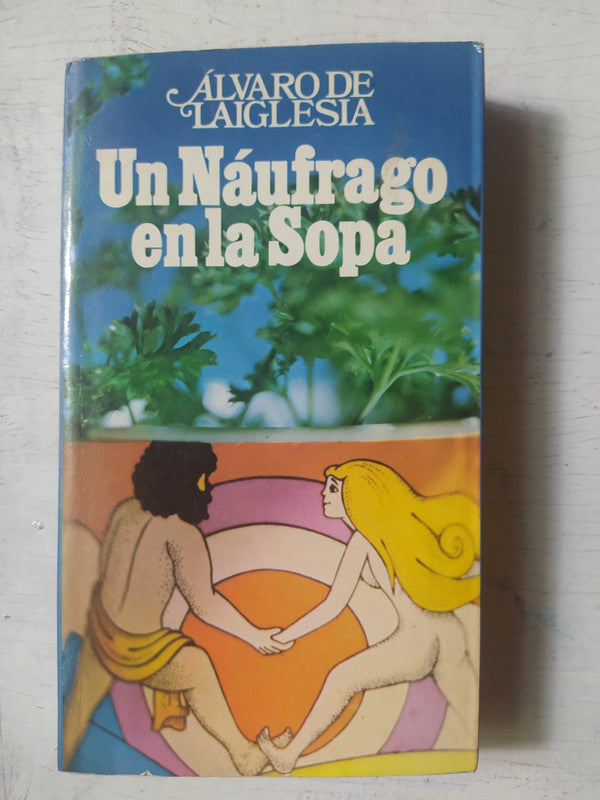 ÁLVARO DE
LAIGLESIA
Un Náufrago
en la Sopa